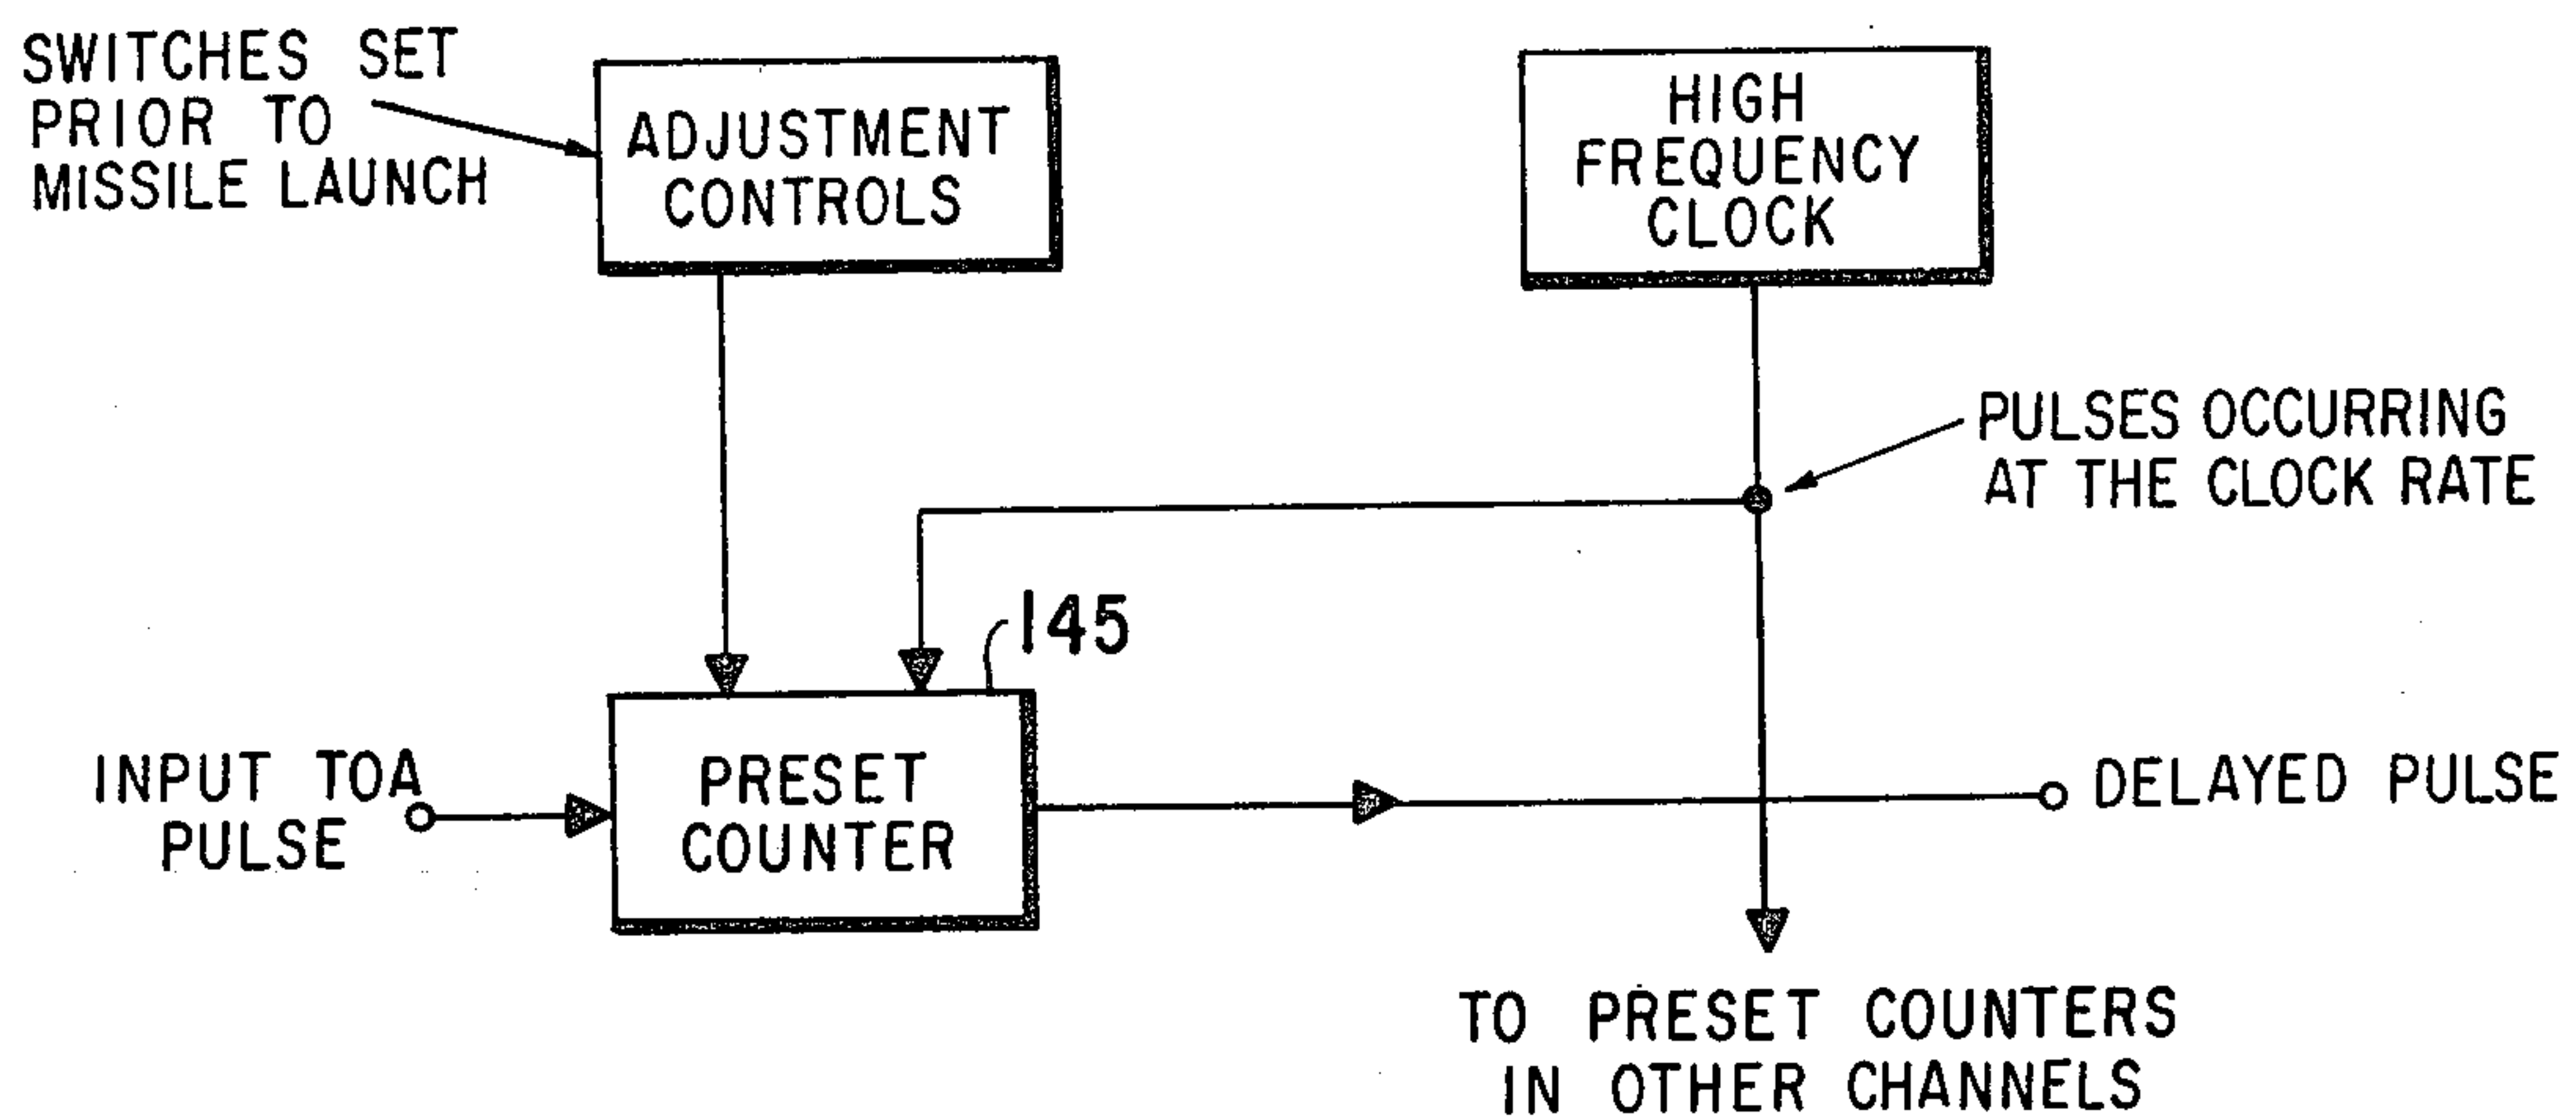 SWITCHES SET
PRIOR TO
MISSILE LAUNCH
ADJUSTMENT
CONTROLS
HIGH
FREQUENCY
CLOCK
PULSES OCCURRING
AT THE CLOCK RATE
145
INPUT TOA
PULSE
PRESET
COUNTER
DELAYED PULSE
TO PRESET COUNTERS
IN OTHER CHANNELS